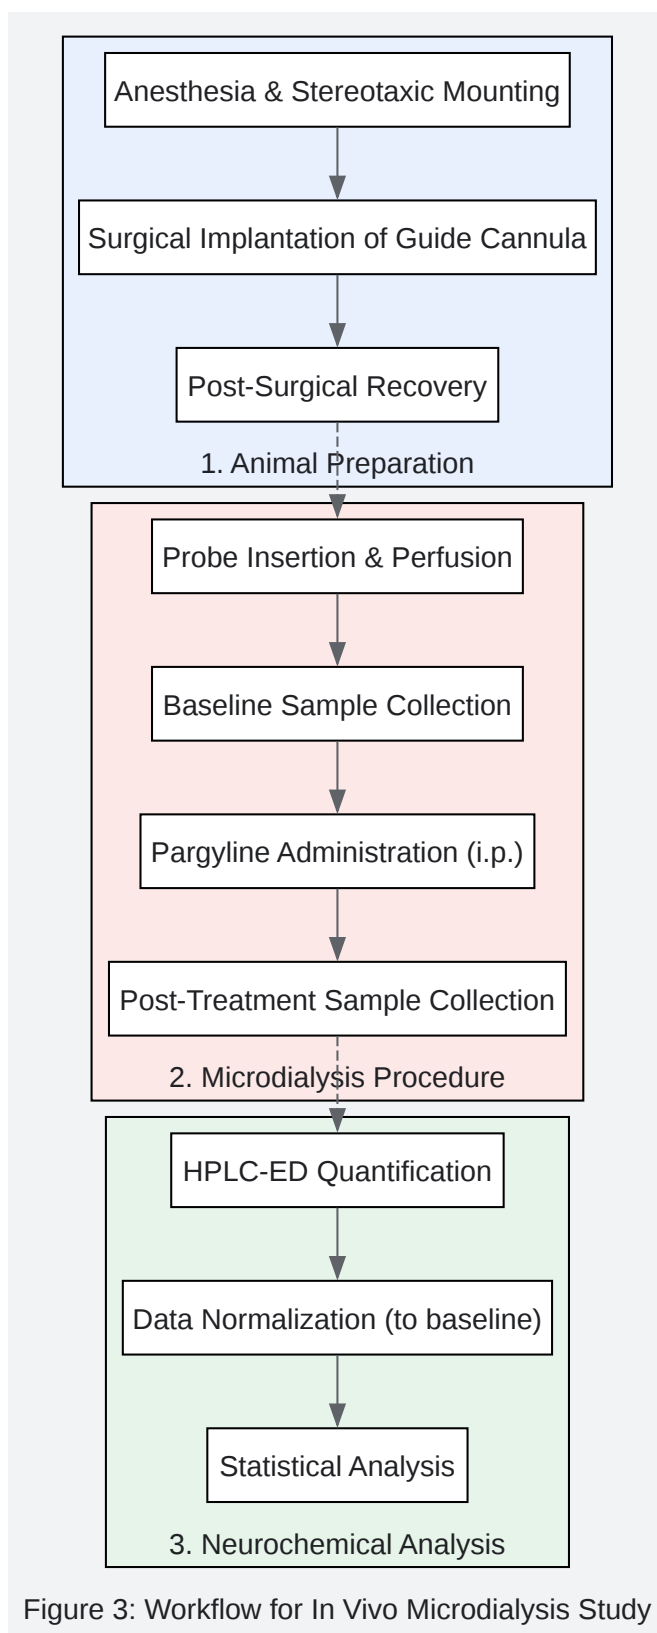 Anesthesia & Stereotaxic Mounting
Surgical Implantation of Guide Cannula
Post-Surgical Recovery
1. Animal Preparation
Probe Insertion & Perfusion
Baseline Sample Collection
Pargyline Administration (i.p.)
Post-Treatment Sample Collection
2. Microdialysis Procedure
HPLC-ED Quantification
Data Normalization (to baseline)
Statistical Analysis
3. Neurochemical Analysis
Figure 3: Workflow for In Vivo Microdialysis Study